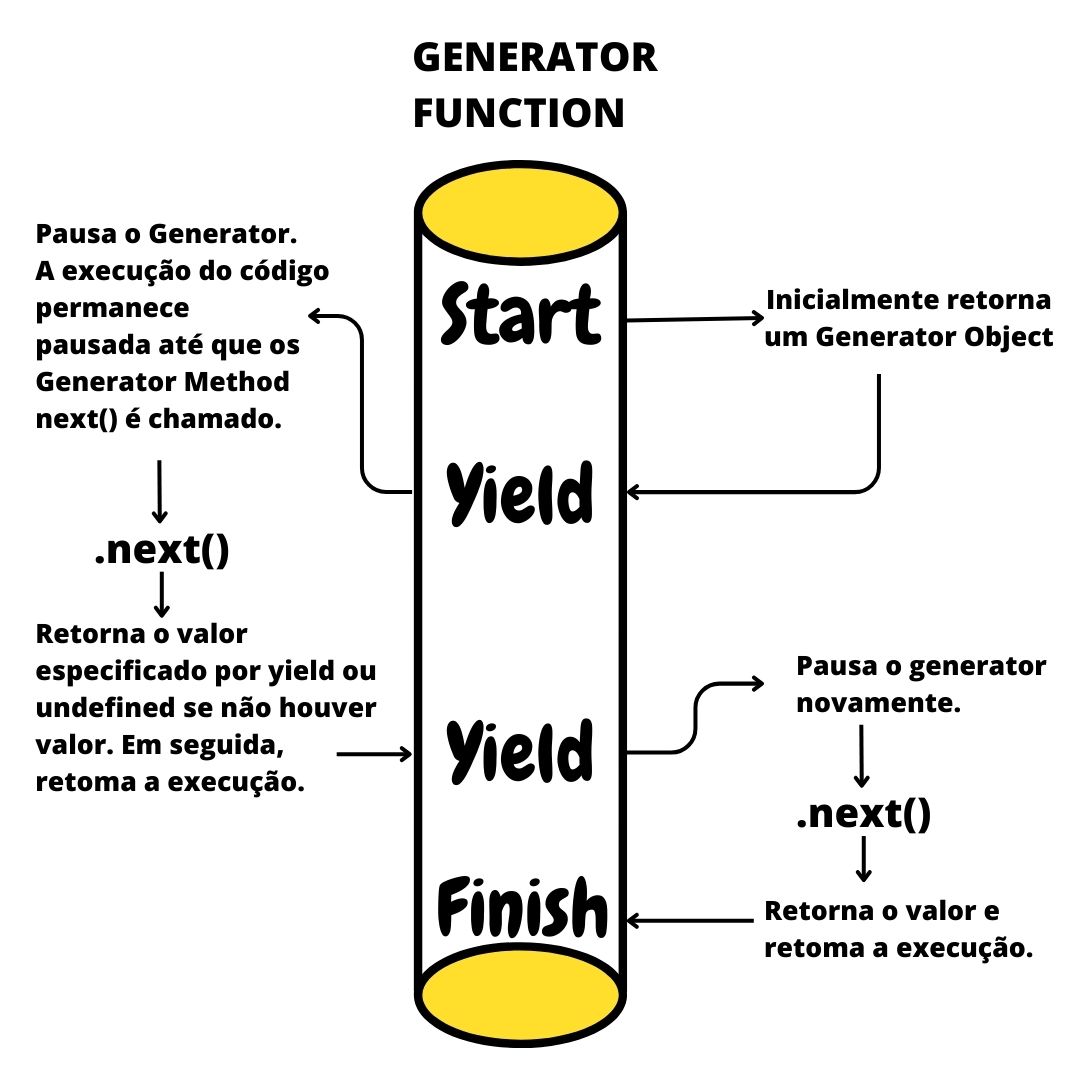 GENERATOR
FUNCTION
Start
Inicialmente retorna
um Generator Object
Yield
Pausa o Generator.
A execução do código
permanece
pausada até que os
Generator Method
next() é chamado.
.next()
Retorna o valor
especificado por yield ou
undefined se não houver
valor. Em seguida,
retoma a execução.
Yield
Pausa o generator
novamente.
.next()
Retorna o valor e
retoma a execução.
Finish